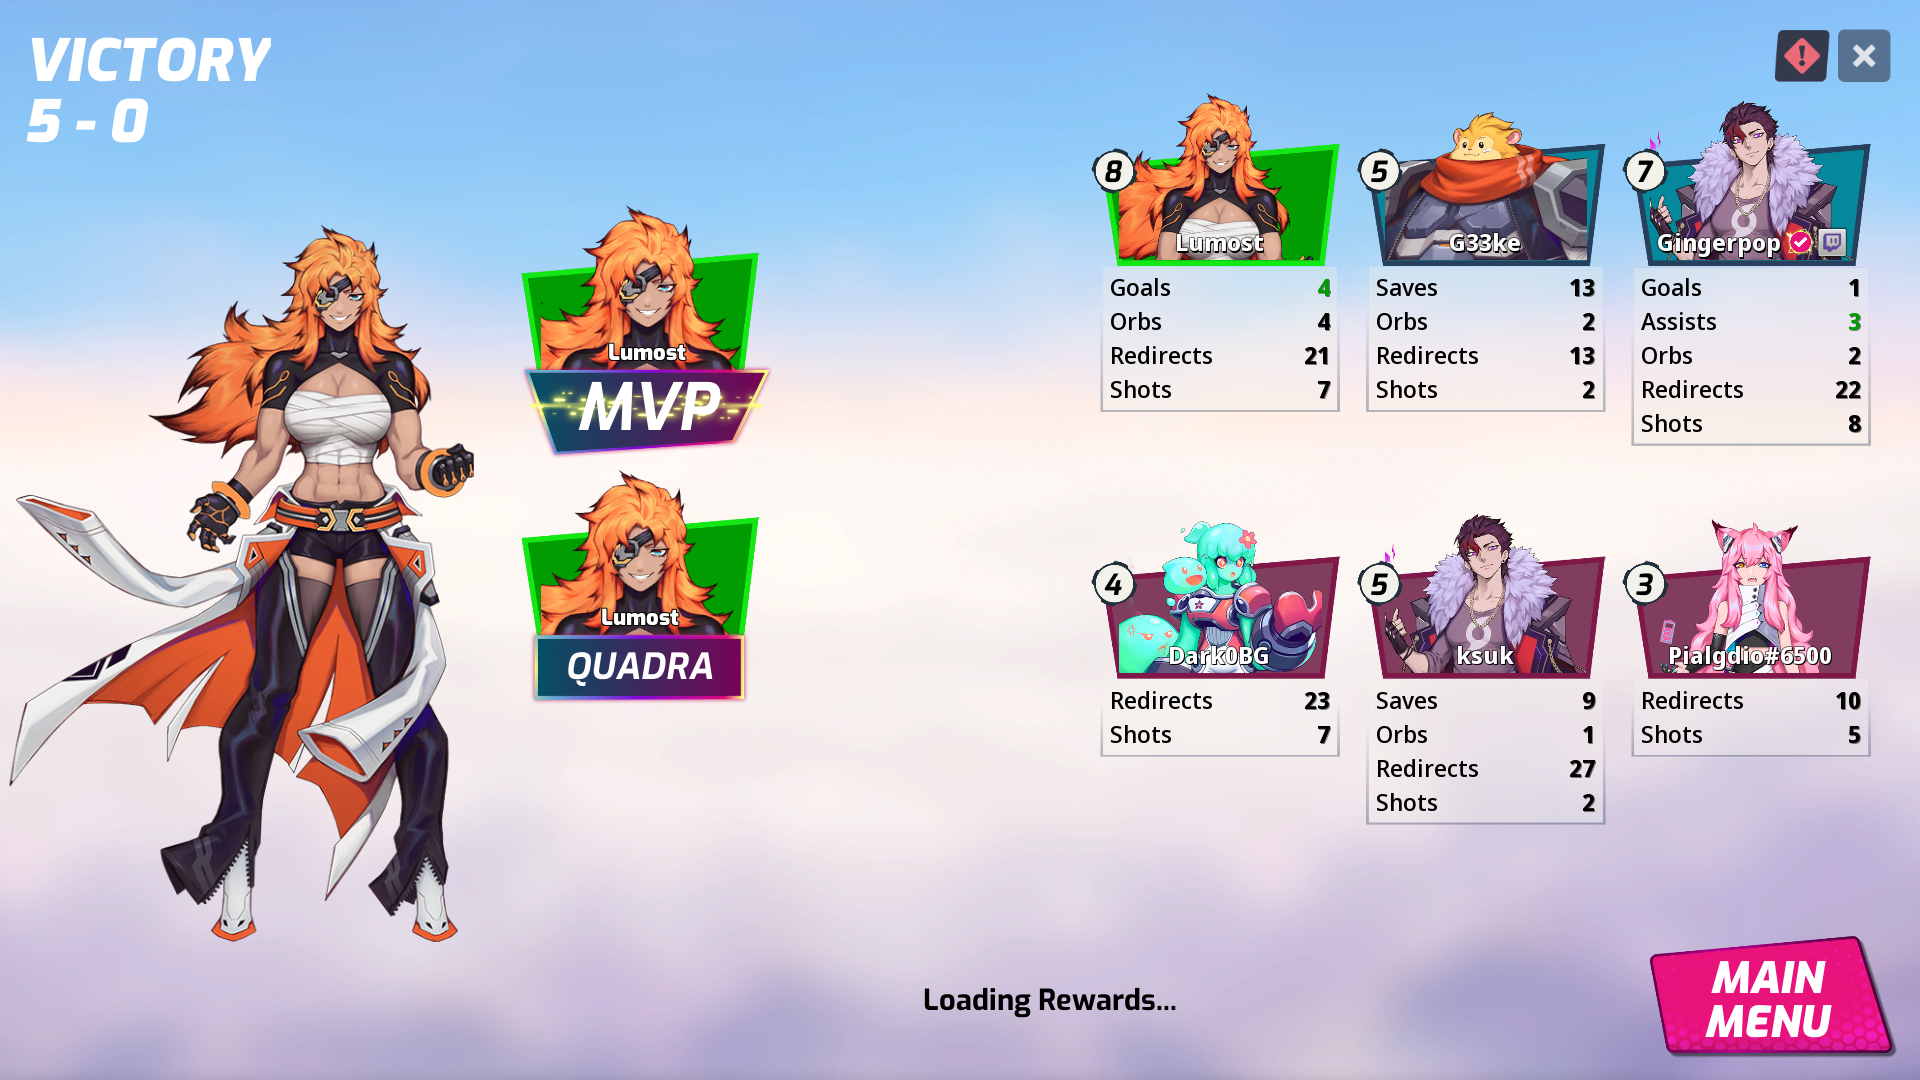 VICTORY
5 - 0
Lumost
MVP
Lumost
QUADRA
8
Lumost
Goals 4
Orbs 4
Redirects 21
Shots 7
5
G33ke
Saves 13
Orbs 2
Redirects 13
Shots 2
7
Gingerpop
Goals 1
Assists 3
Orbs 2
Redirects 22
Shots 8
4
Dark0BG
Redirects 23
Shots 7
5
ksuk
Saves 9
Orbs 1
Redirects 27
Shots 2
3
Pialgdio#6500
Redirects 10
Shots 5
Loading Rewards...
MAIN
MENU